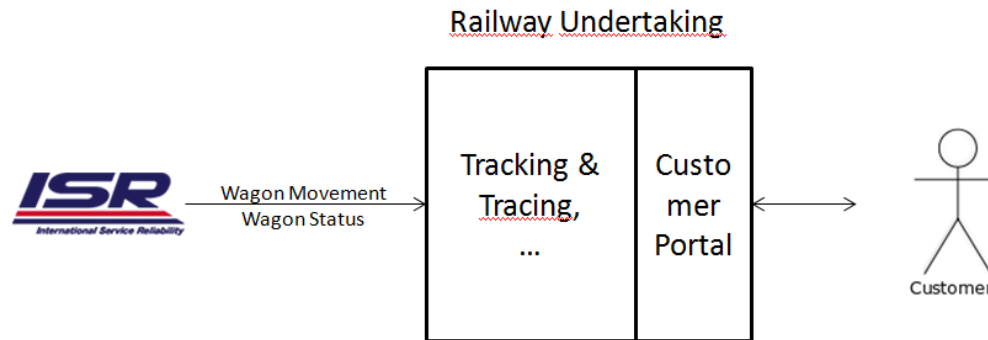 Railway Undertaking
ISR
International Service Reliability
Wagon Movement
Wagon Status
Tracking &
Tracing,
...
Custo
mer
Portal
Customer